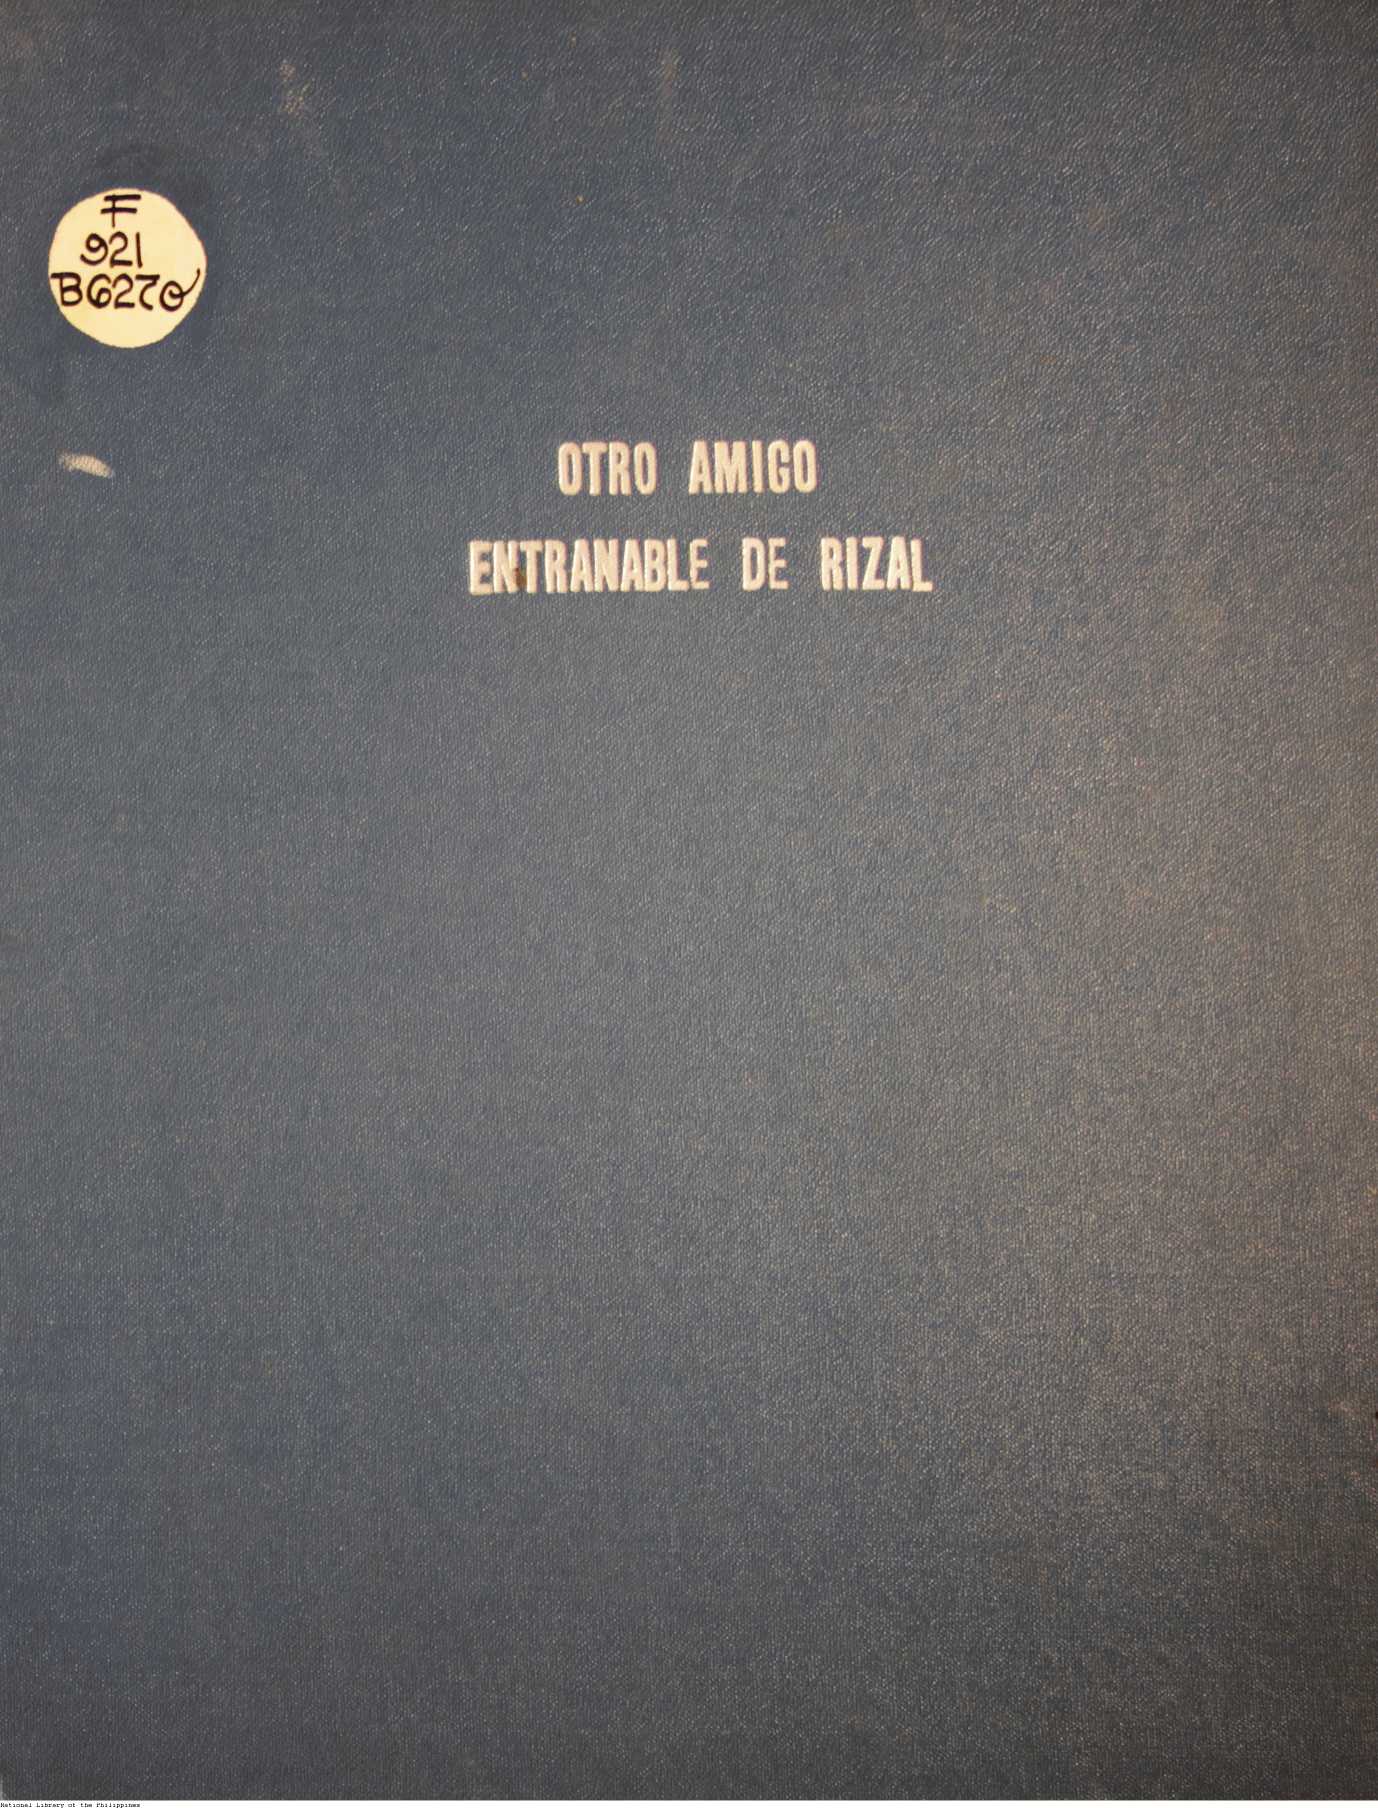 F
921
B627o
OTRO AMIGO
ENTRANABLE DE RIZAL
National Library of the Philippines